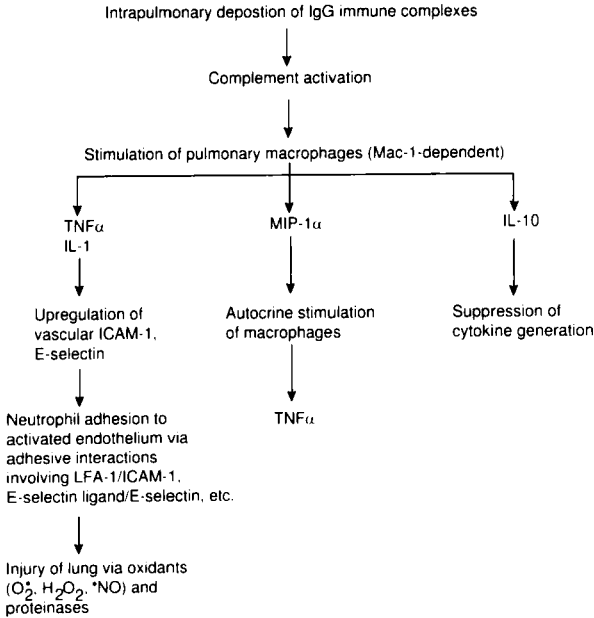 Intrapulmonary depostion of IgG immune complexes
Complement activation
Stimulation of pulmonary macrophages (Mac-1-dependent)
TNFα
IL-1
Upregulation of
vascular ICAM-1,
E-selectin
Neutrophil adhesion to
activated endothelium via
adhesive interactions
involving LFA-1/ICAM-1,
E-selectin ligand/E-selectin, etc.
Injury of lung via oxidants
(O₂•, H₂O₂, •NO) and
proteinases
MIP-1α
Autocrine stimulation
of macrophages
TNFα
IL-10
Suppression of
cytokine generation